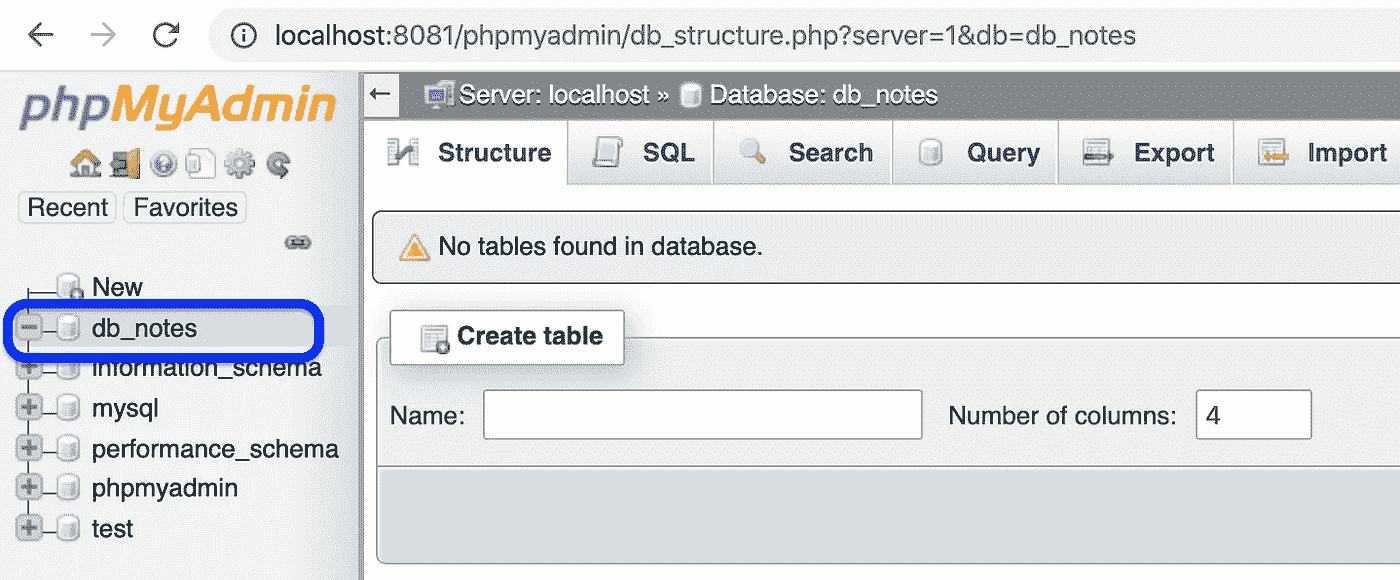 localhost:8081/phpmyadmin/db_structure.php?server=1&db=db_notes
phpMyAdmin
Recent Favorites
New
db_notes
information_schema
mysql
performance_schema
phpmyadmin
test
Server: localhost » Database: db_notes
Structure SQL Search Query Export Import
No tables found in database.
Create table
Name: Number of columns: 4